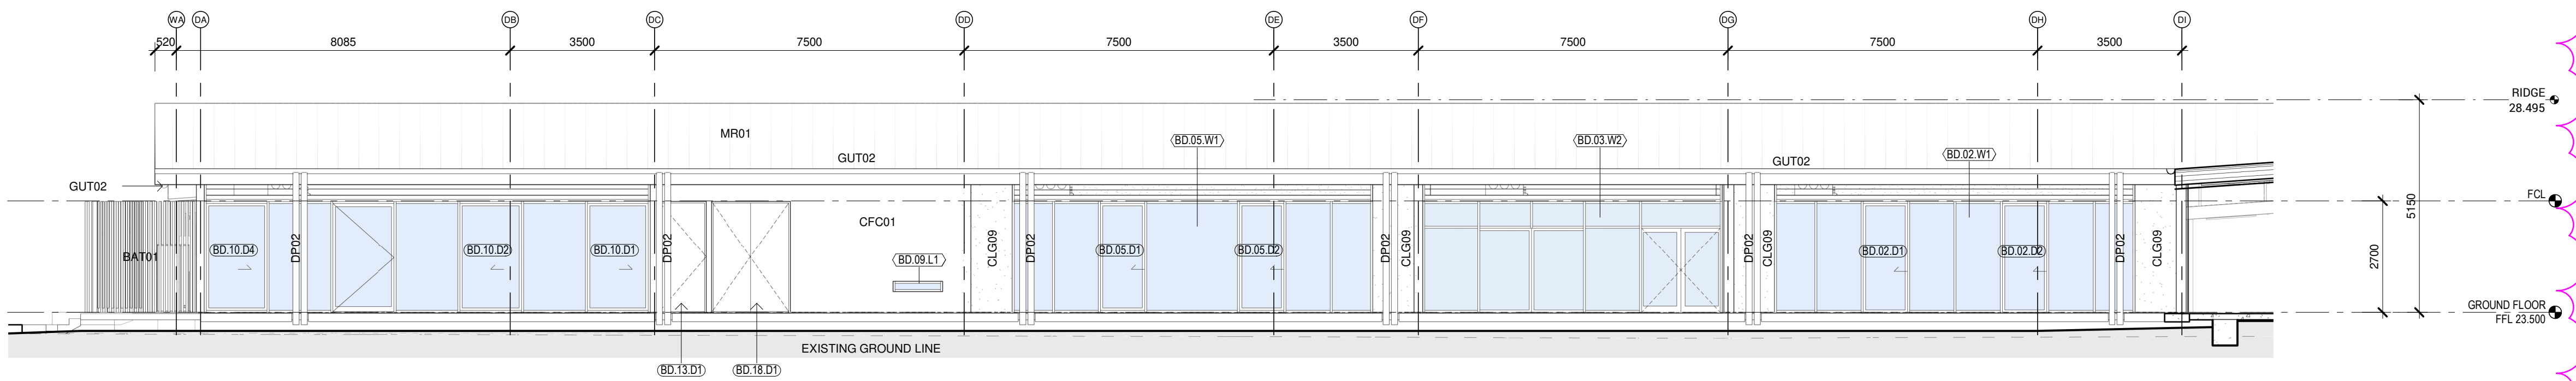 WA DA DB DC DD DE DF DG DH DI
520 8085 3500 7500 7500 3500 7500 7500 3500
RIDGE
28.495
MR01
BD.05.W1
BD.03.W2
BD.02.W1
GUT02
GUT02
GUT02
FCL
5150
2700
CFC01
BAT01
BD.10.D4
DP02
BD.10.D2
BD.10.D1
DP02
BD.09.L1
CLG09
DP02
BD.05.D1
BD.05.D2
DP02
CLG09
DP02
CLG09
BD.02.D1
BD.02.D2
DP02
CLG09
GROUND FLOOR
FFL 23.500
EXISTING GROUND LINE
BD.13.D1
BD.18.D1